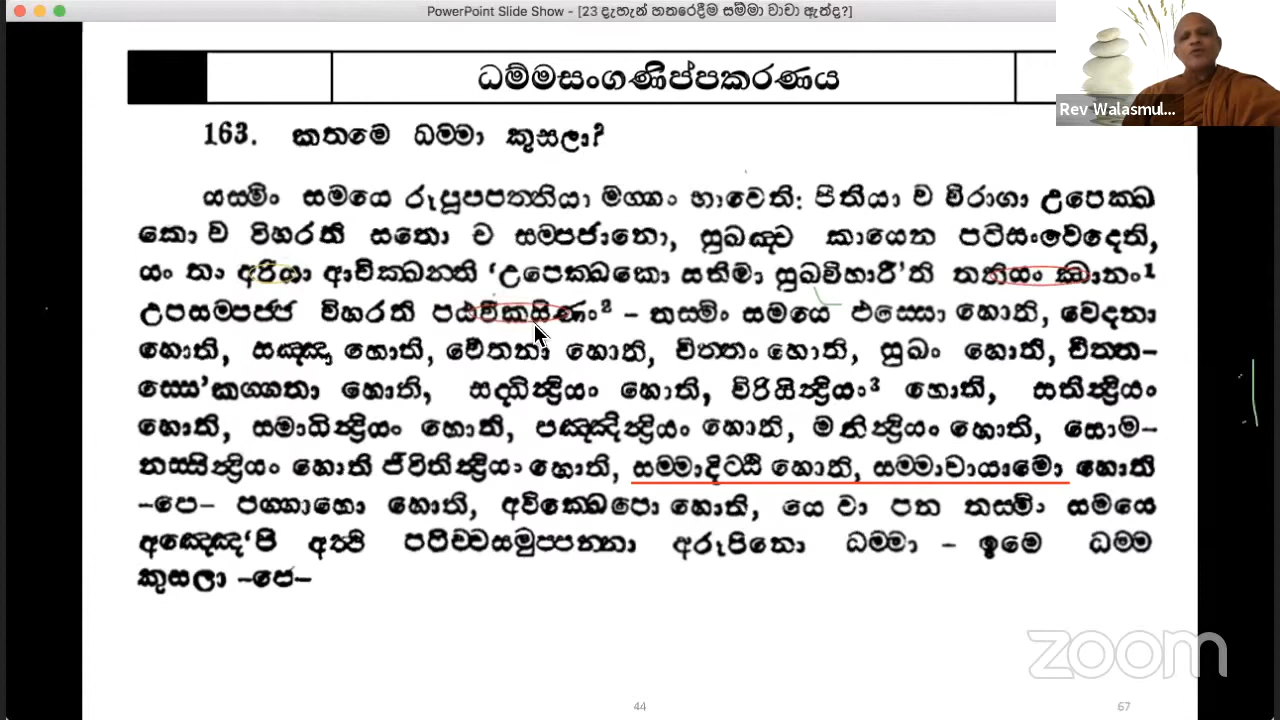 PowerPoint Slide Show - [23 දැහැන් හතරෙදීම සම්මා වාචා ඇත්ද?]
ධම්මසංගණිප්පකරණය
Rev Walasmul...
163. කතමෙ ධම්මා කුසලා?
යස්මිං සමයෙ රූපූපපත්තියා මග්ගං භාවෙති: පීතියා ච විරාගා උපෙක්ඛ
කො ච විහරති සතො ච සම්පජානො, සුඛඤ්ච කායෙන පටිසංවෙදෙති,
යං තං අරියා ආචික්ඛන්ති 'උපෙක්ඛකො සතිමා සුඛවිහාරී'ති තතියං ඣානං1
උපසම්පජ්ජ විහරති පඨවිකසිණං2 – තස්මිං සමයෙ ඵස්සො හොති, වෙදනා
හොති, සඤ්ඤා හොති, චෙතනා හොති, චිත්තං හොති, සුඛං හොති, චිත්ත–
ස්සෙ'කග්ගතා හොති, සද්ධින්ද්‍රියං හොති, විරියින්ද්‍රියං3 හොති, සතින්ද්‍රියං
හොති, සමාධින්ද්‍රියං හොති, පඤ්ඤින්ද්‍රියං හොති, මනින්ද්‍රියං හොති, සොම–
නස්සින්ද්‍රියං හොති ජීවිතින්ද්‍රියං හොති, සම්මාදිට්ඨි හොති, සම්මාවායාමො හොති
–පෙ– පග්ගාහො හොති, අවික්ඛෙපො හොති, යෙ වා පන තස්මිං සමයෙ
අඤ්ඤෙ'පි අත්ථි පටිච්චසමුප්පන්නා අරූපිනො ධම්මා – ඉමෙ ධම්ම
කුසලා –පෙ–
zoom
44
67